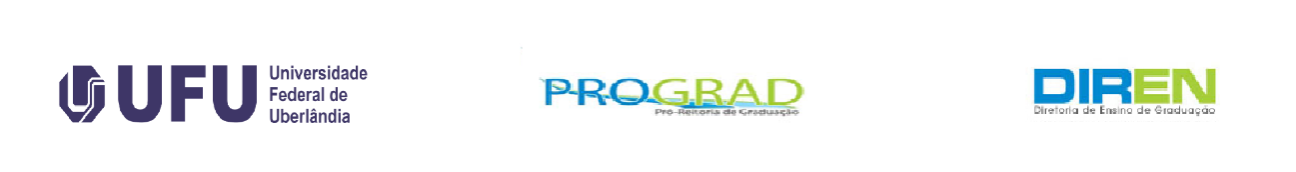 UFU
Universidade
Federal de
Uberlândia
PROGRAD
Pró-Reitoria de Graduação
DIREN
Diretoria de Ensino de Graduação